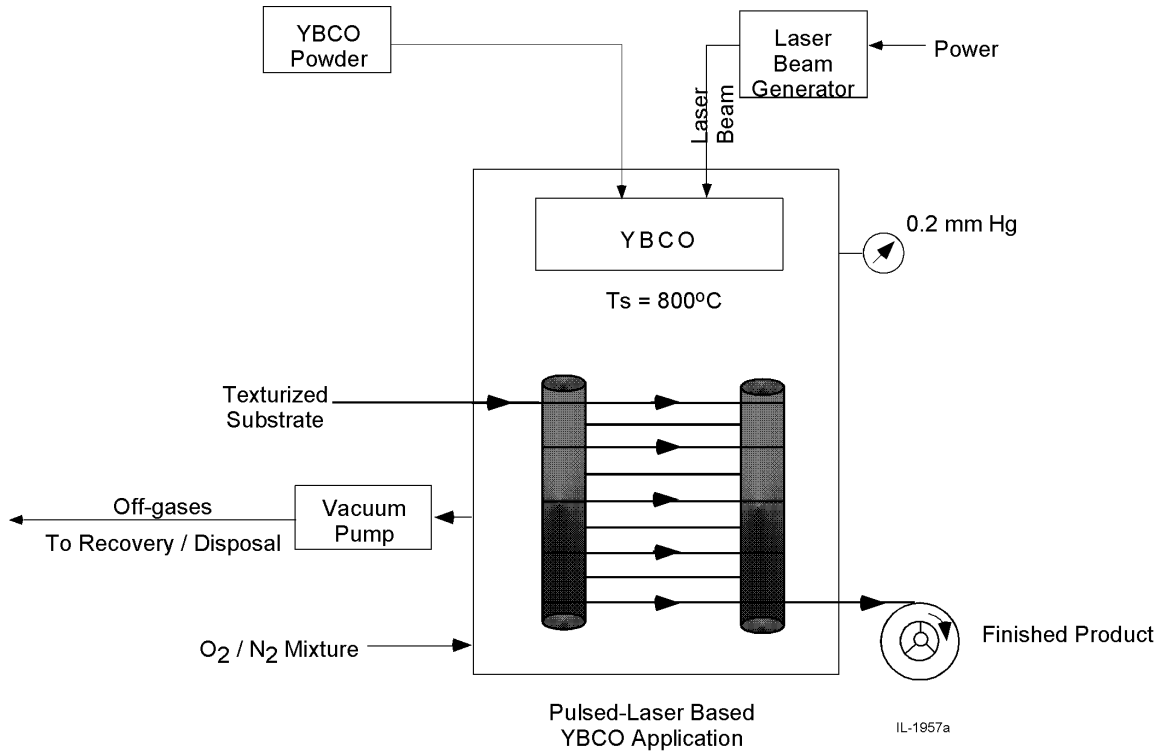 YBCO
Powder
Laser
Beam
Generator
Power
Laser
Beam
YBCO
0.2 mm Hg
Ts = 800ºC
Texturized
Substrate
Off-gases
To Recovery / Disposal
Vacuum
Pump
O2 / N2 Mixture
Finished Product
Pulsed-Laser Based
YBCO Application
IL-1957a